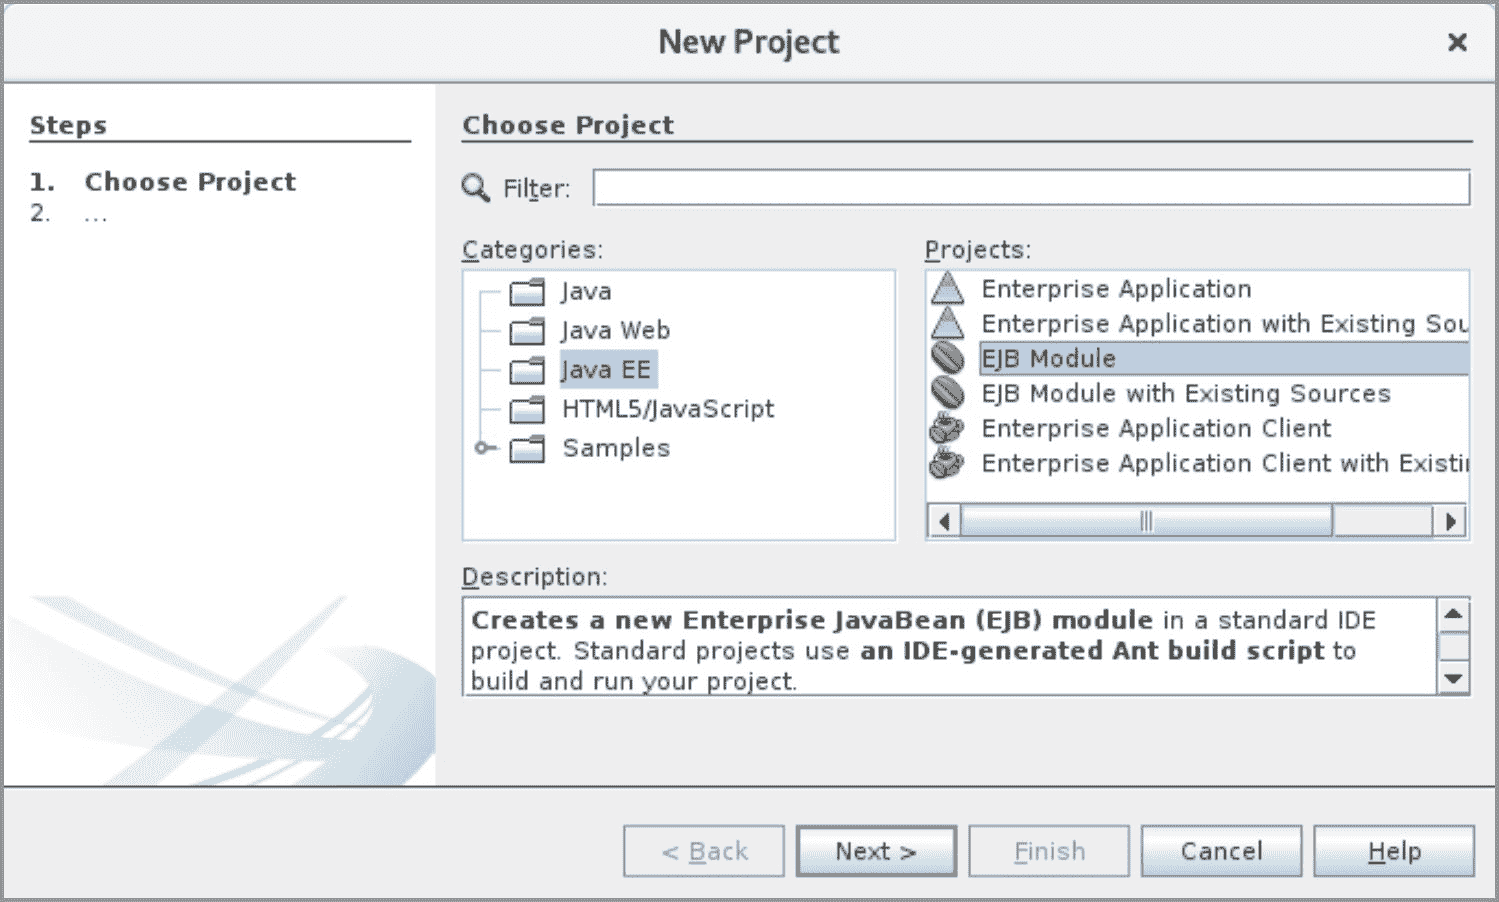 New Project
Steps
1. Choose Project
2. ...
Choose Project
Filter:
Categories:
Java
Java Web
Java EE
HTML5/JavaScript
Samples
Projects:
Enterprise Application
Enterprise Application with Existing Sou
EJB Module
EJB Module with Existing Sources
Enterprise Application Client
Enterprise Application Client with Existi
Description:
Creates a new Enterprise JavaBean (EJB) module in a standard IDE
project. Standard projects use an IDE-generated Ant build script to
build and run your project.
< Back
Next >
Finish
Cancel
Help